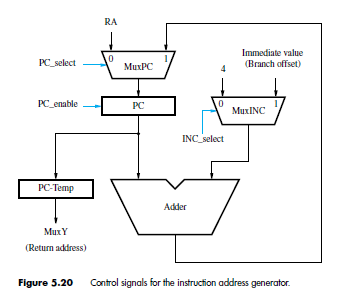 RA
Immediate value
(Branch offset)
4
PC_select
0
1
MuxPC
PC_enable
PC
0
1
MuxINC
INC_select
PC-Temp
Adder
MuxY
(Return address)
Figure 5.20 Control signals for the instruction address generator.